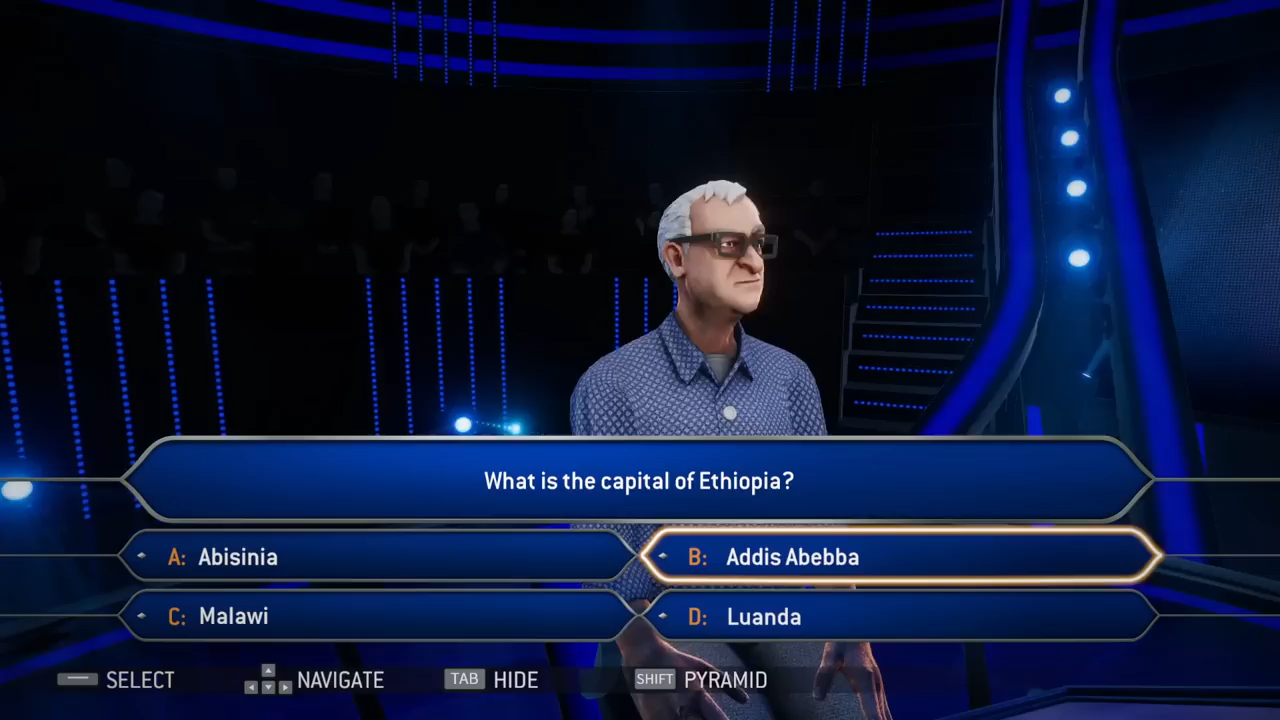 What is the capital of Ethiopia?
A: Abisinia
B: Addis Abebba
C: Malawi
D: Luanda
SELECT NAVIGATE TAB HIDE SHIFT PYRAMID